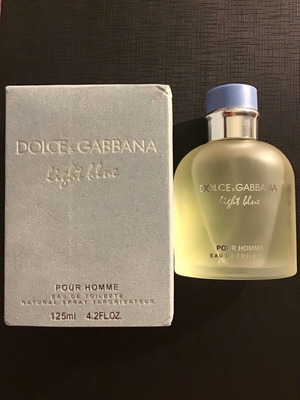 DOLCE & GABBANA
light blue
POUR HOMME
EAU DE TOILETTE
NATURAL SPRAY VAPORISATEUR
125ml 4.2FL.OZ.
DOLCE & GABBANA
light blue
POUR HOMME
EAU DE TOILETTE